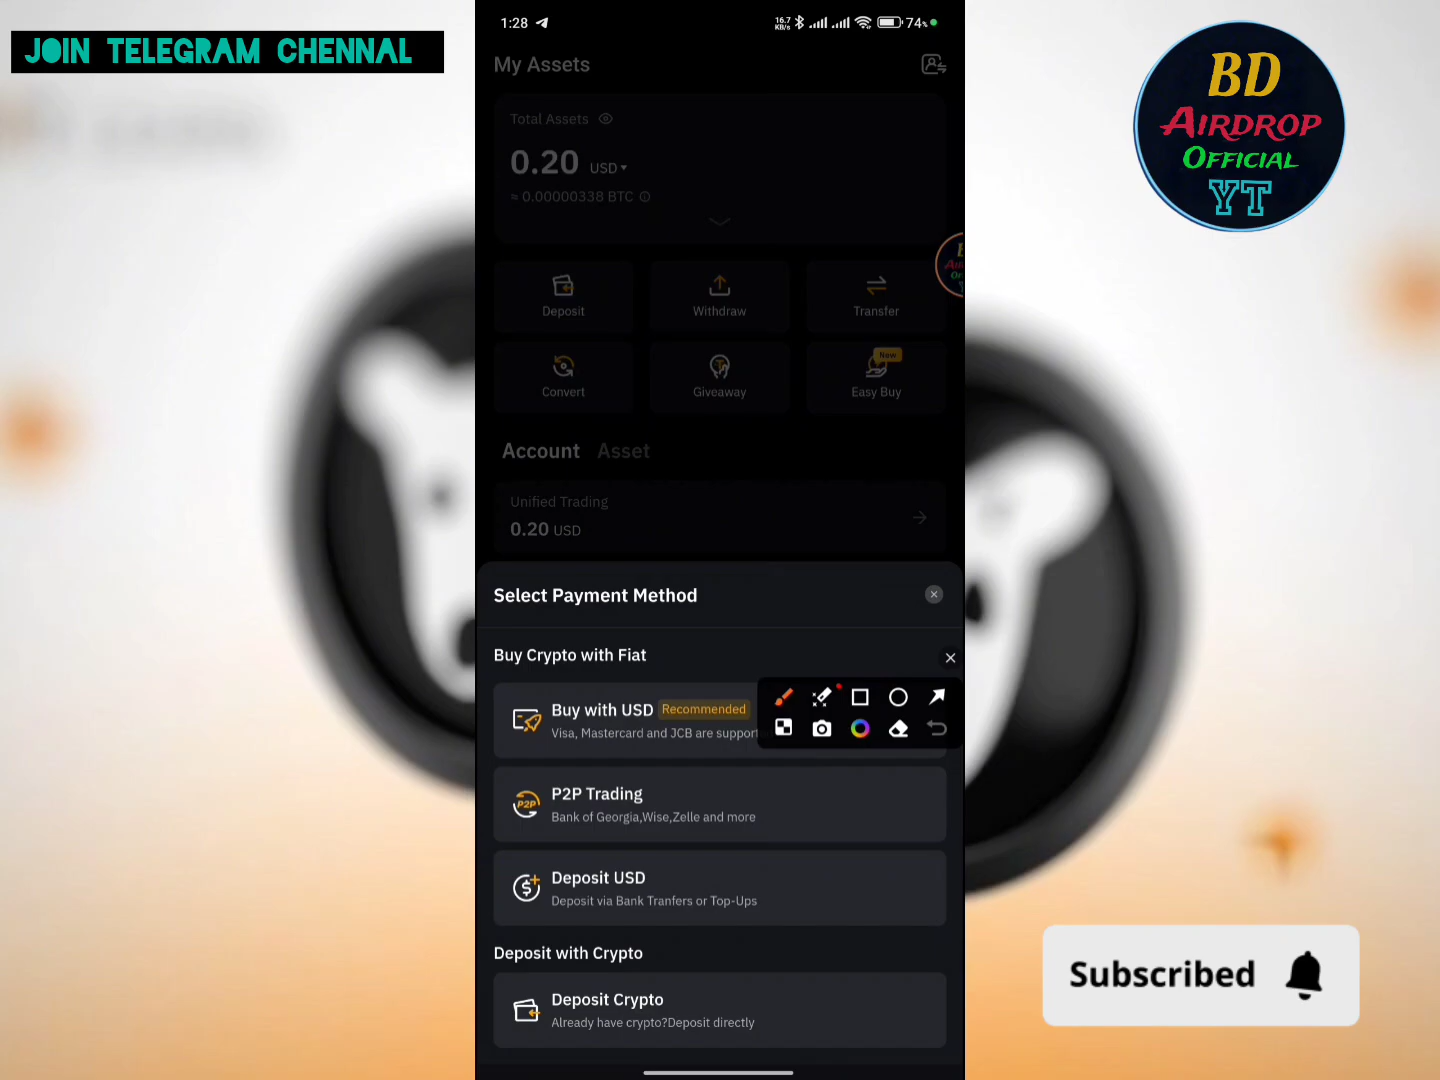 JOIN TELEGRAM CHENNAL
BD
AIRDROP
OFFICIAL
YT
1:28
16.7
KB/s
74%
My Assets
Total Assets
0.20 USD
≈ 0.00000338 BTC
Deposit
Withdraw
Transfer
Convert
Giveaway
New
Easy Buy
Account Asset
Unified Trading
0.20 USD
Select Payment Method
Buy Crypto with Fiat
Buy with USD Recommended
Visa, Mastercard and JCB are support
P2P
P2P Trading
Bank of Georgia,Wise,Zelle and more
Deposit USD
Deposit via Bank Tranfers or Top-Ups
Deposit with Crypto
Deposit Crypto
Already have crypto?Deposit directly
Subscribed